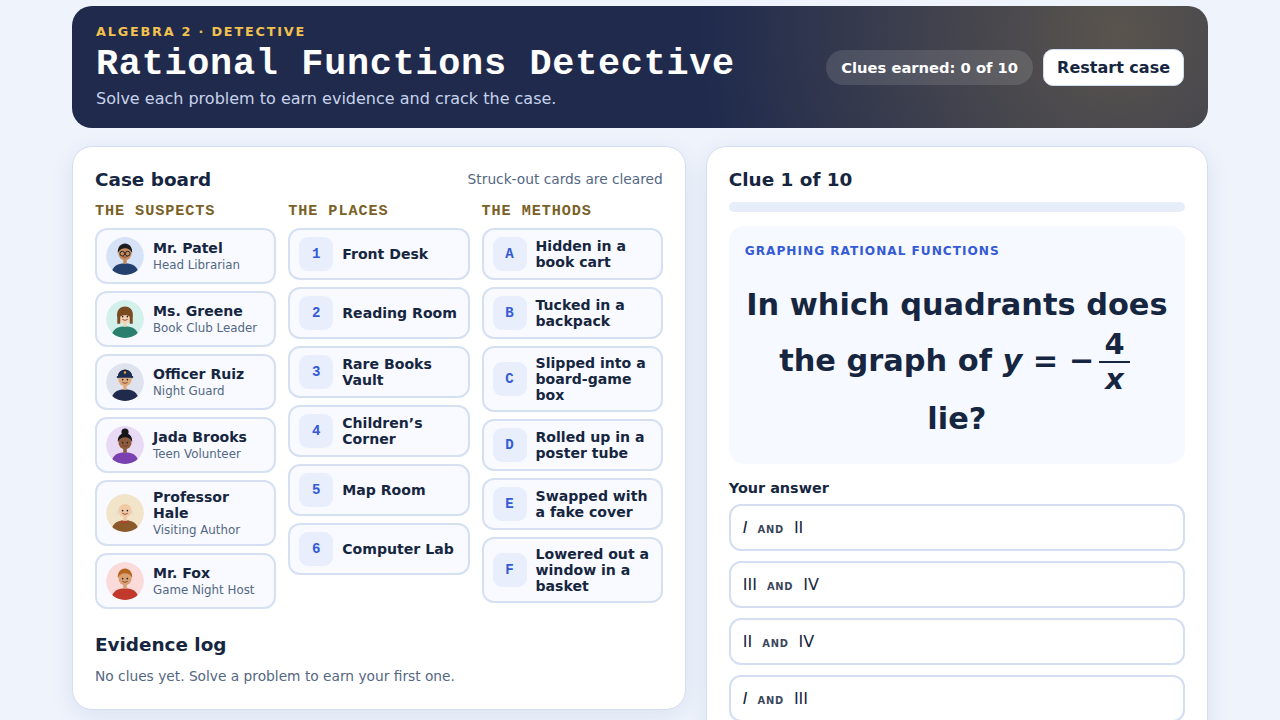 ALGEBRA 2 · DETECTIVE
Rational Functions Detective
Solve each problem to earn evidence and crack the case.
Clues earned: 0 of 10
Restart case
Case board
Struck-out cards are cleared
THE SUSPECTS
Mr. Patel
Head Librarian
Ms. Greene
Book Club Leader
Officer Ruiz
Night Guard
Jada Brooks
Teen Volunteer
Professor
Hale
Visiting Author
Mr. Fox
Game Night Host
THE PLACES
1 Front Desk
2 Reading Room
3 Rare Books
Vault
4 Children’s
Corner
5 Map Room
6 Computer Lab
THE METHODS
A Hidden in a
book cart
B Tucked in a
backpack
C Slipped into a
board-game
box
D Rolled up in a
poster tube
E Swapped with
a fake cover
F Lowered out a
window in a
basket
Evidence log
No clues yet. Solve a problem to earn your first one.
Clue 1 of 10
GRAPHING RATIONAL FUNCTIONS
In which quadrants does
the graph of y = −4/x
lie?
Your answer
I AND II
III AND IV
II AND IV
I AND III